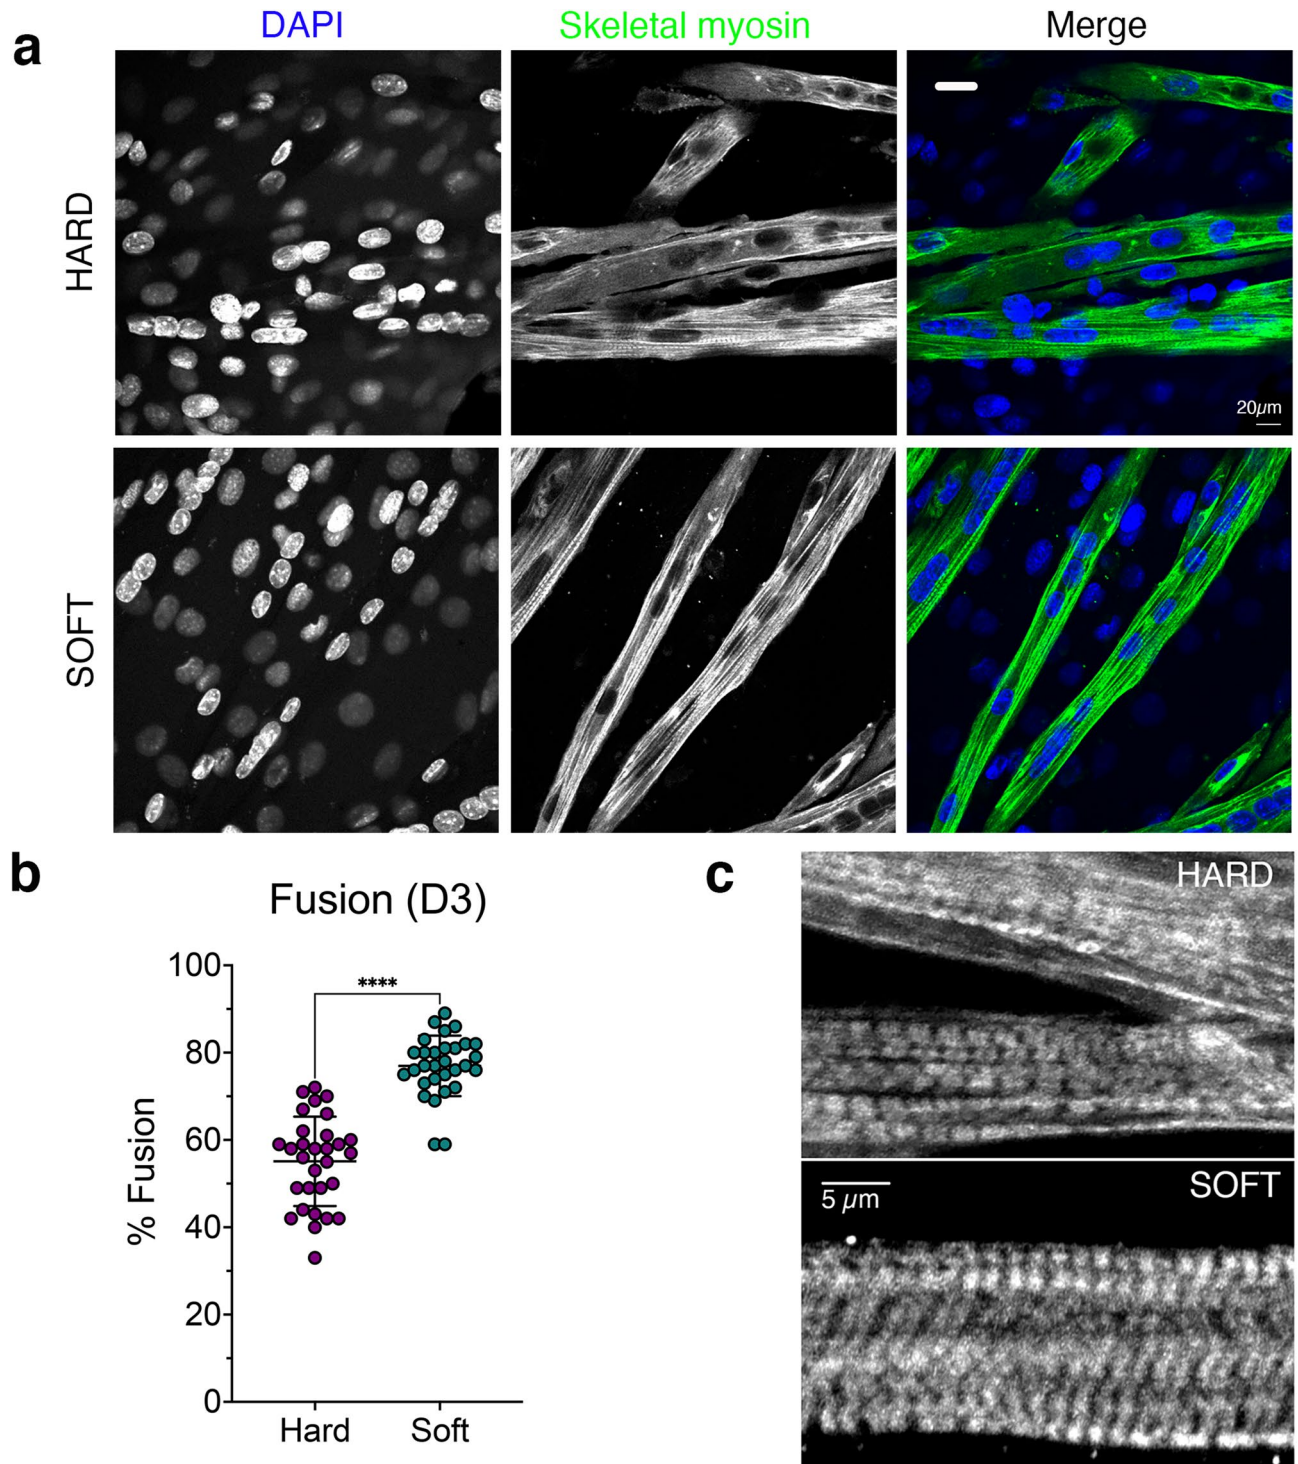 a
DAPI
Skeletal myosin
Merge
HARD
20µm
SOFT
b
Fusion (D3)
100
80
60
40
20
0
% Fusion
****
Hard
Soft
c
HARD
SOFT
5 µm